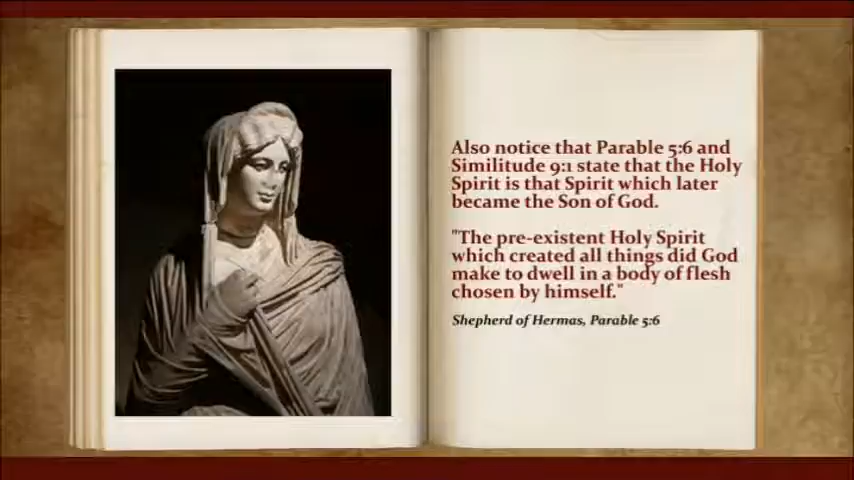 Also notice that Parable 5:6 and
Similitude 9:1 state that the Holy
Spirit is that Spirit which later
became the Son of God.
"The pre-existent Holy Spirit
which created all things did God
make to dwell in a body of flesh
chosen by himself."
Shepherd of Hermas, Parable 5:6